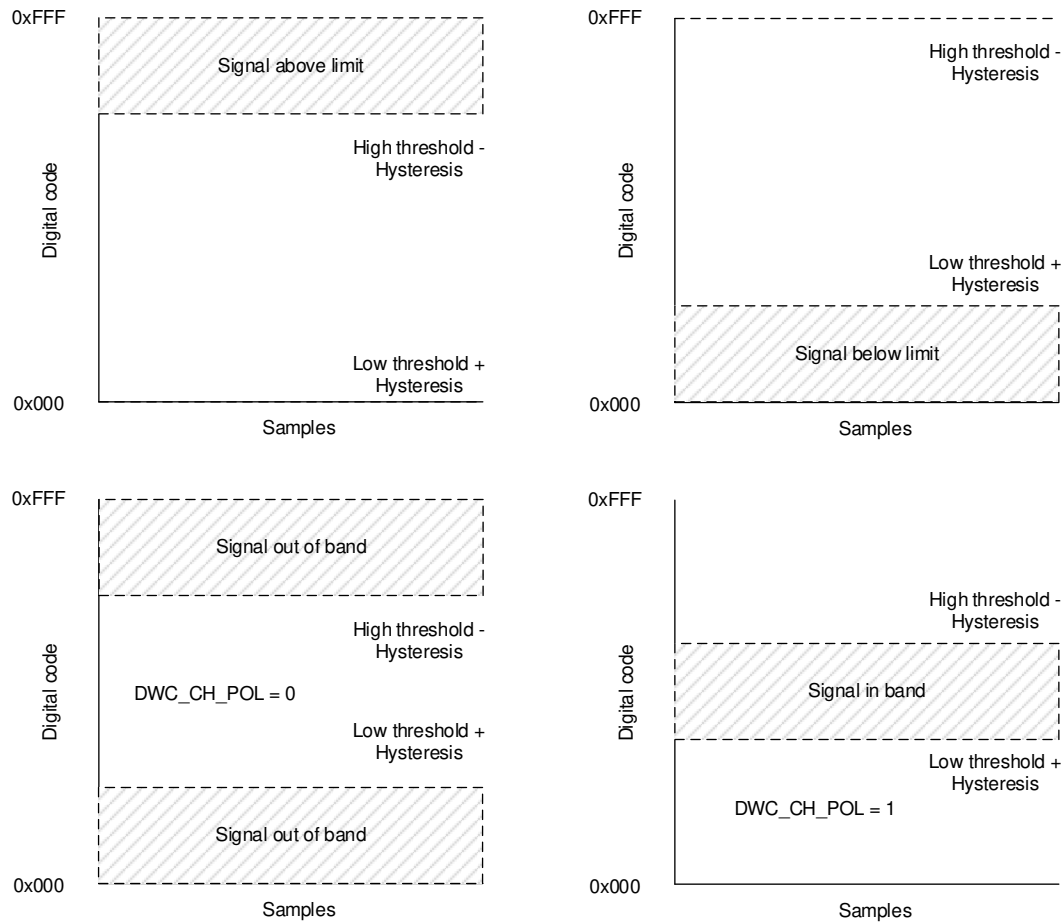 0xFFF
Signal above limit
High threshold -
Hysteresis
Digital code
Low threshold +
Hysteresis
0x000
Samples
0xFFF
High threshold -
Hysteresis
Digital code
Low threshold +
Hysteresis
Signal below limit
0x000
Samples
0xFFF
Signal out of band
High threshold -
Hysteresis
Digital code
DWC_CH_POL = 0
Low threshold +
Hysteresis
Signal out of band
0x000
Samples
0xFFF
High threshold -
Hysteresis
Digital code
Signal in band
Low threshold +
Hysteresis
DWC_CH_POL = 1
0x000
Samples